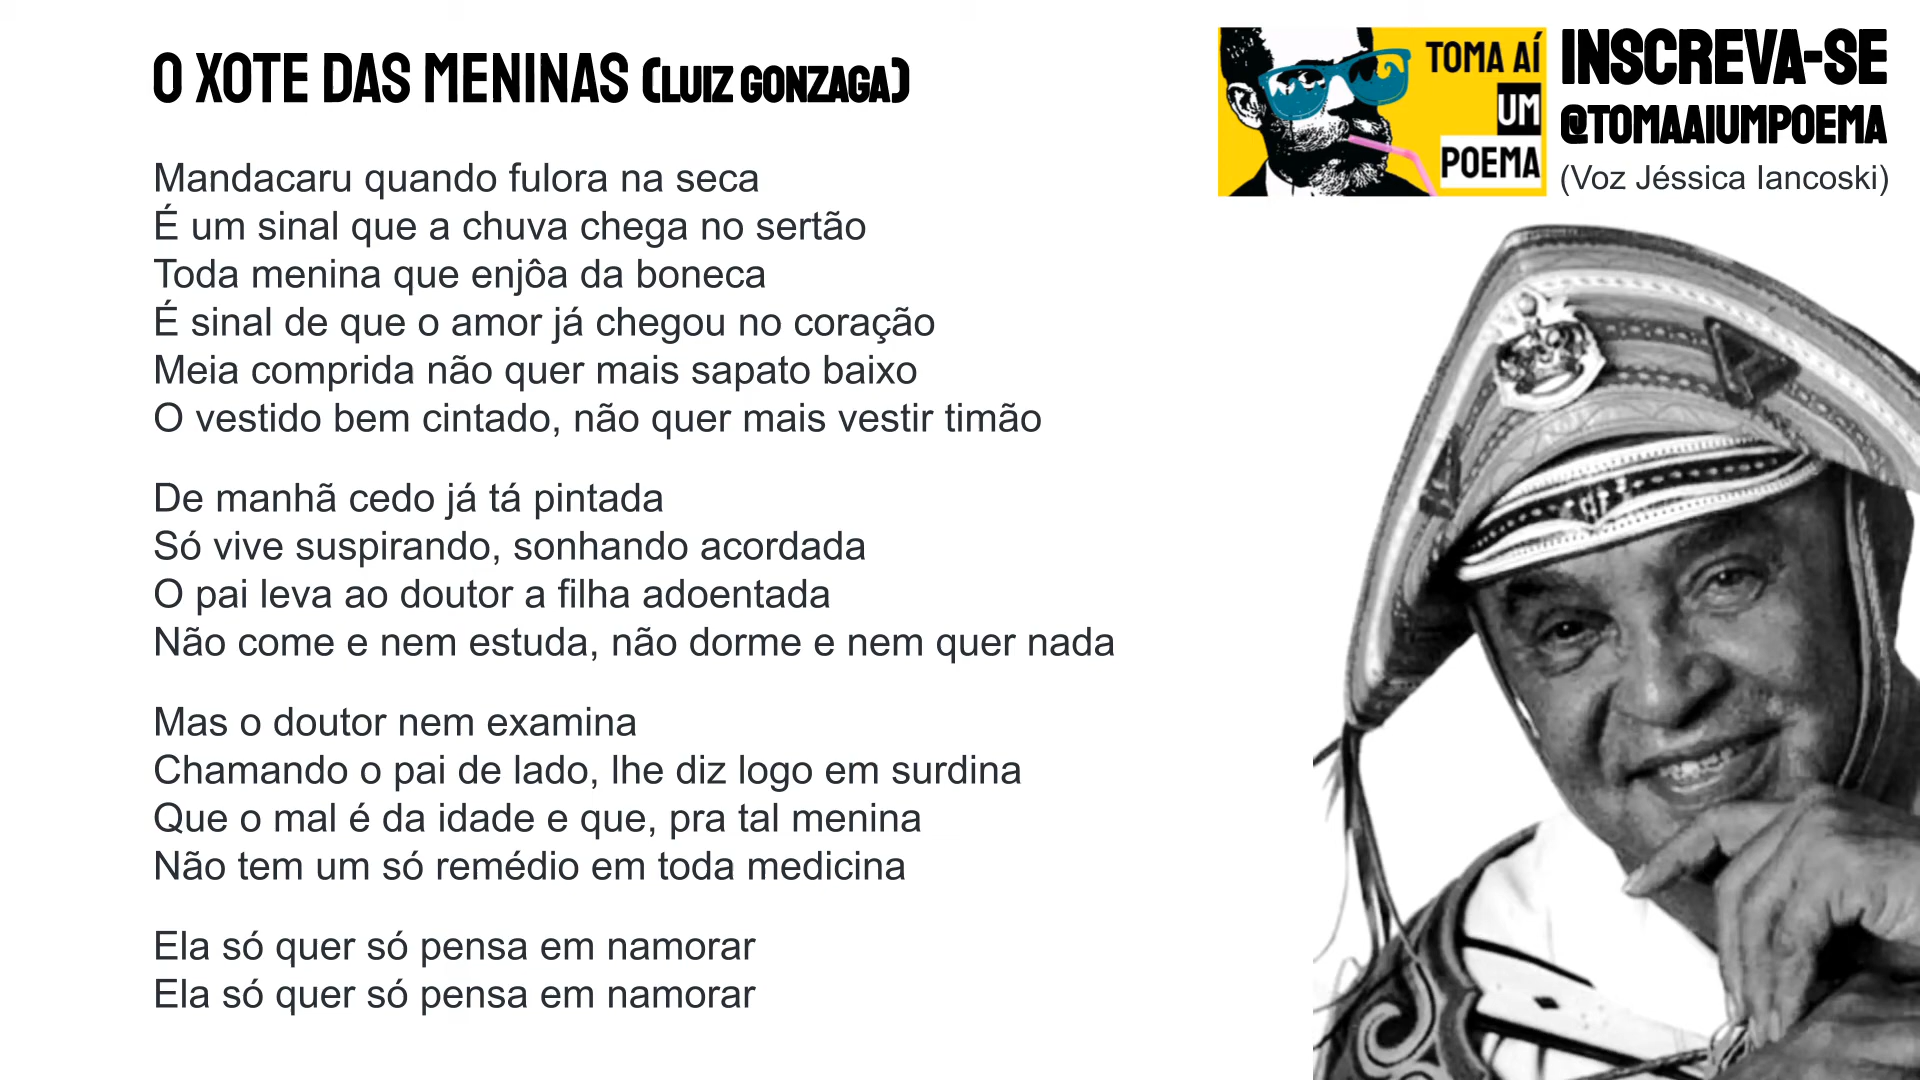 O XOTE DAS MENINAS (LUIZ GONZAGA)
Mandacaru quando fulora na seca
É um sinal que a chuva chega no sertão
Toda menina que enjôa da boneca
É sinal de que o amor já chegou no coração
Meia comprida não quer mais sapato baixo
O vestido bem cintado, não quer mais vestir timão
De manhã cedo já tá pintada
Só vive suspirando, sonhando acordada
O pai leva ao doutor a filha adoentada
Não come e nem estuda, não dorme e nem quer nada
Mas o doutor nem examina
Chamando o pai de lado, lhe diz logo em surdina
Que o mal é da idade e que, pra tal menina
Não tem um só remédio em toda medicina
Ela só quer só pensa em namorar
Ela só quer só pensa em namorar
TOMA AÍ
UM
POEMA
INSCREVA-SE
@TOMAAIUMPOEMA
(Voz Jéssica Iancoski)